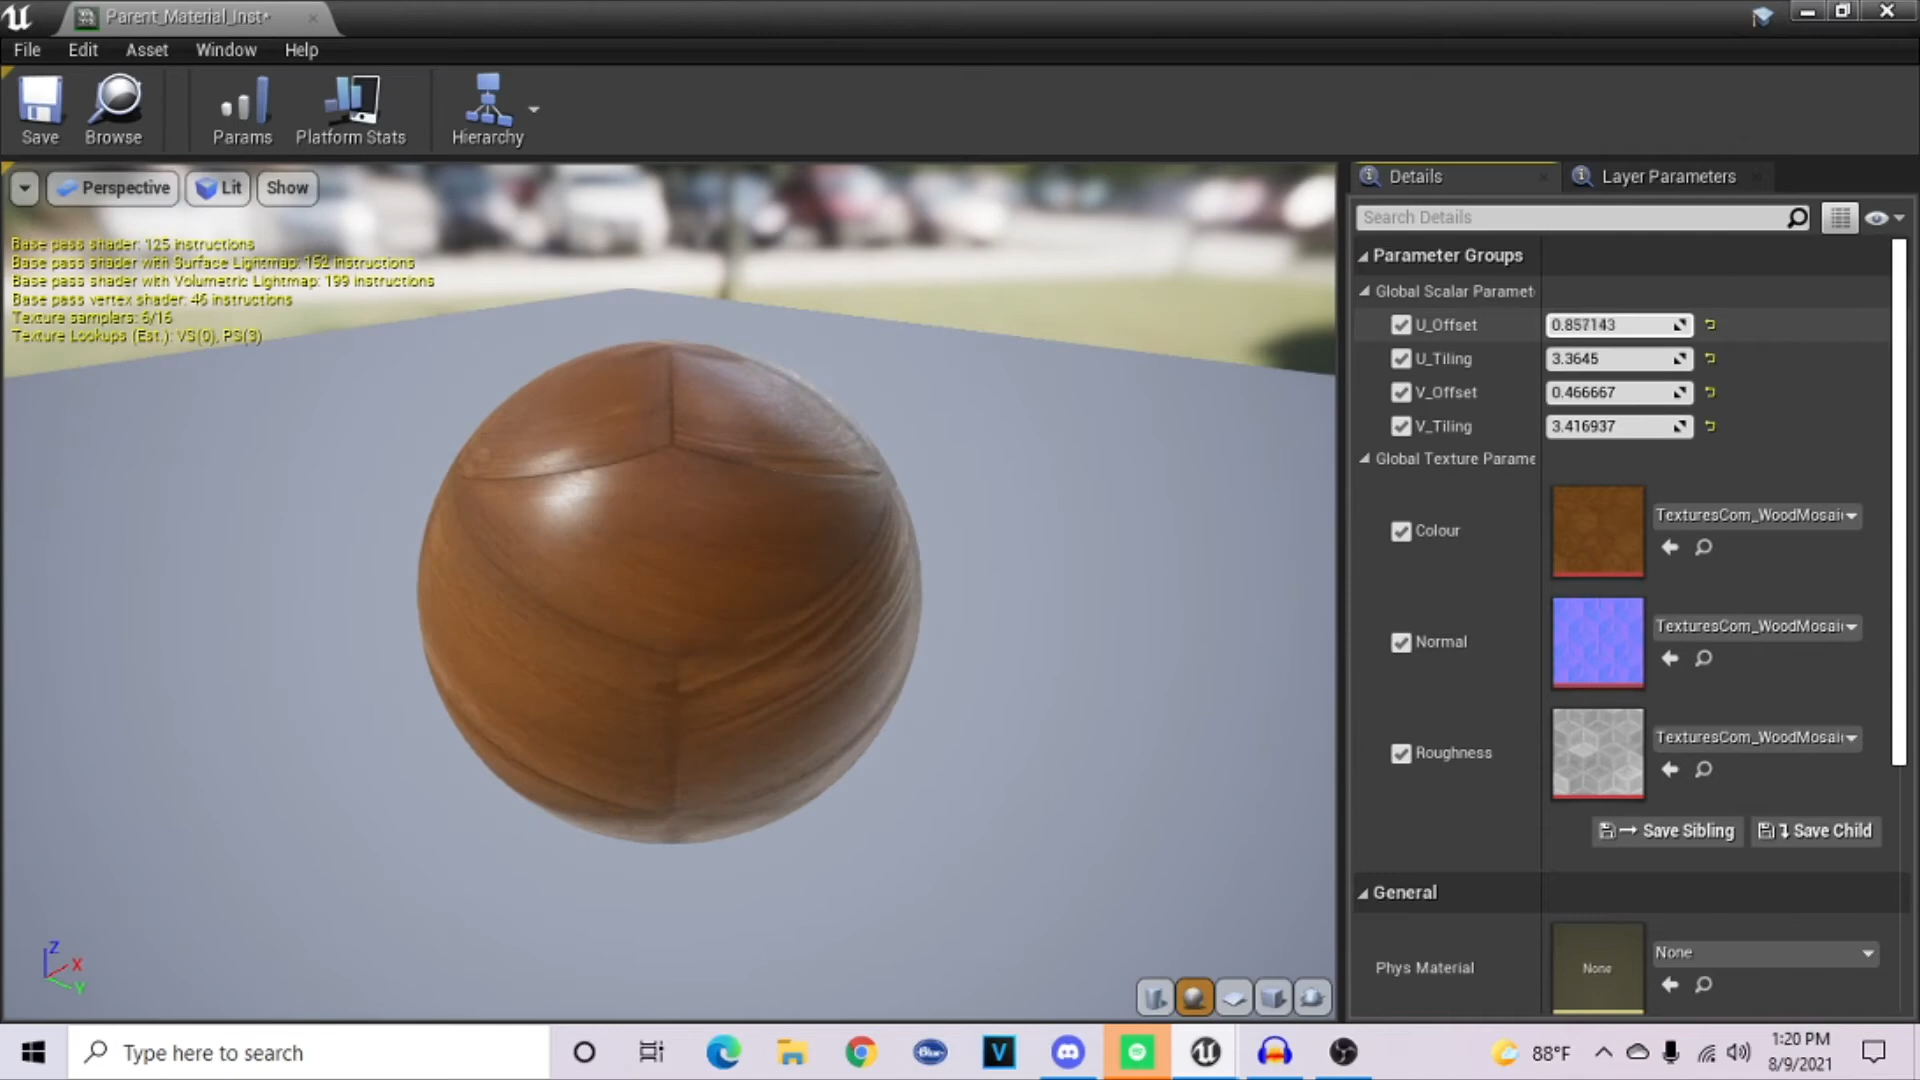 Parent_Material_Inst*
File Edit Asset Window Help
Save Browse Params Platform Stats Hierarchy
Perspective Lit Show
Base pass shader: 125 instructions
Base pass shader with Surface Lightmap: 152 instructions
Base pass shader with Volumetric Lightmap: 199 instructions
Base pass vertex shader: 46 instructions
Texture samplers: 6/16
Texture Lookups (Est.): VS(0), PS(3)
Z
X
Y
Details Layer Parameters
Search Details
Parameter Groups
Global Scalar Paramet
U_Offset 0.857143
U_Tiling 3.3645
V_Offset 0.466667
V_Tiling 3.416937
Global Texture Parame
Colour TexturesCom_WoodMosai
Normal TexturesCom_WoodMosai
Roughness TexturesCom_WoodMosai
Save Sibling Save Child
General
Phys Material None None
Type here to search
Blue
V
88°F
1:20 PM
8/9/2021